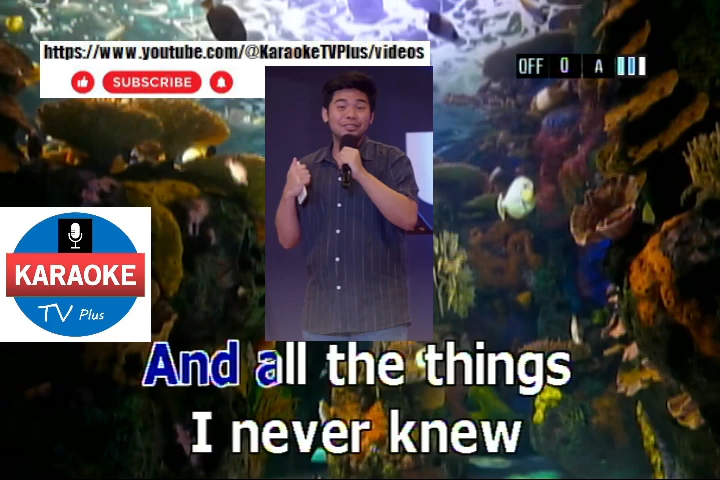 https://www.youtube.com/@KaraokeTVPlus/videos
SUBSCRIBE
OFF 0 A
KARAOKE
TV Plus
And all the things
I never knew